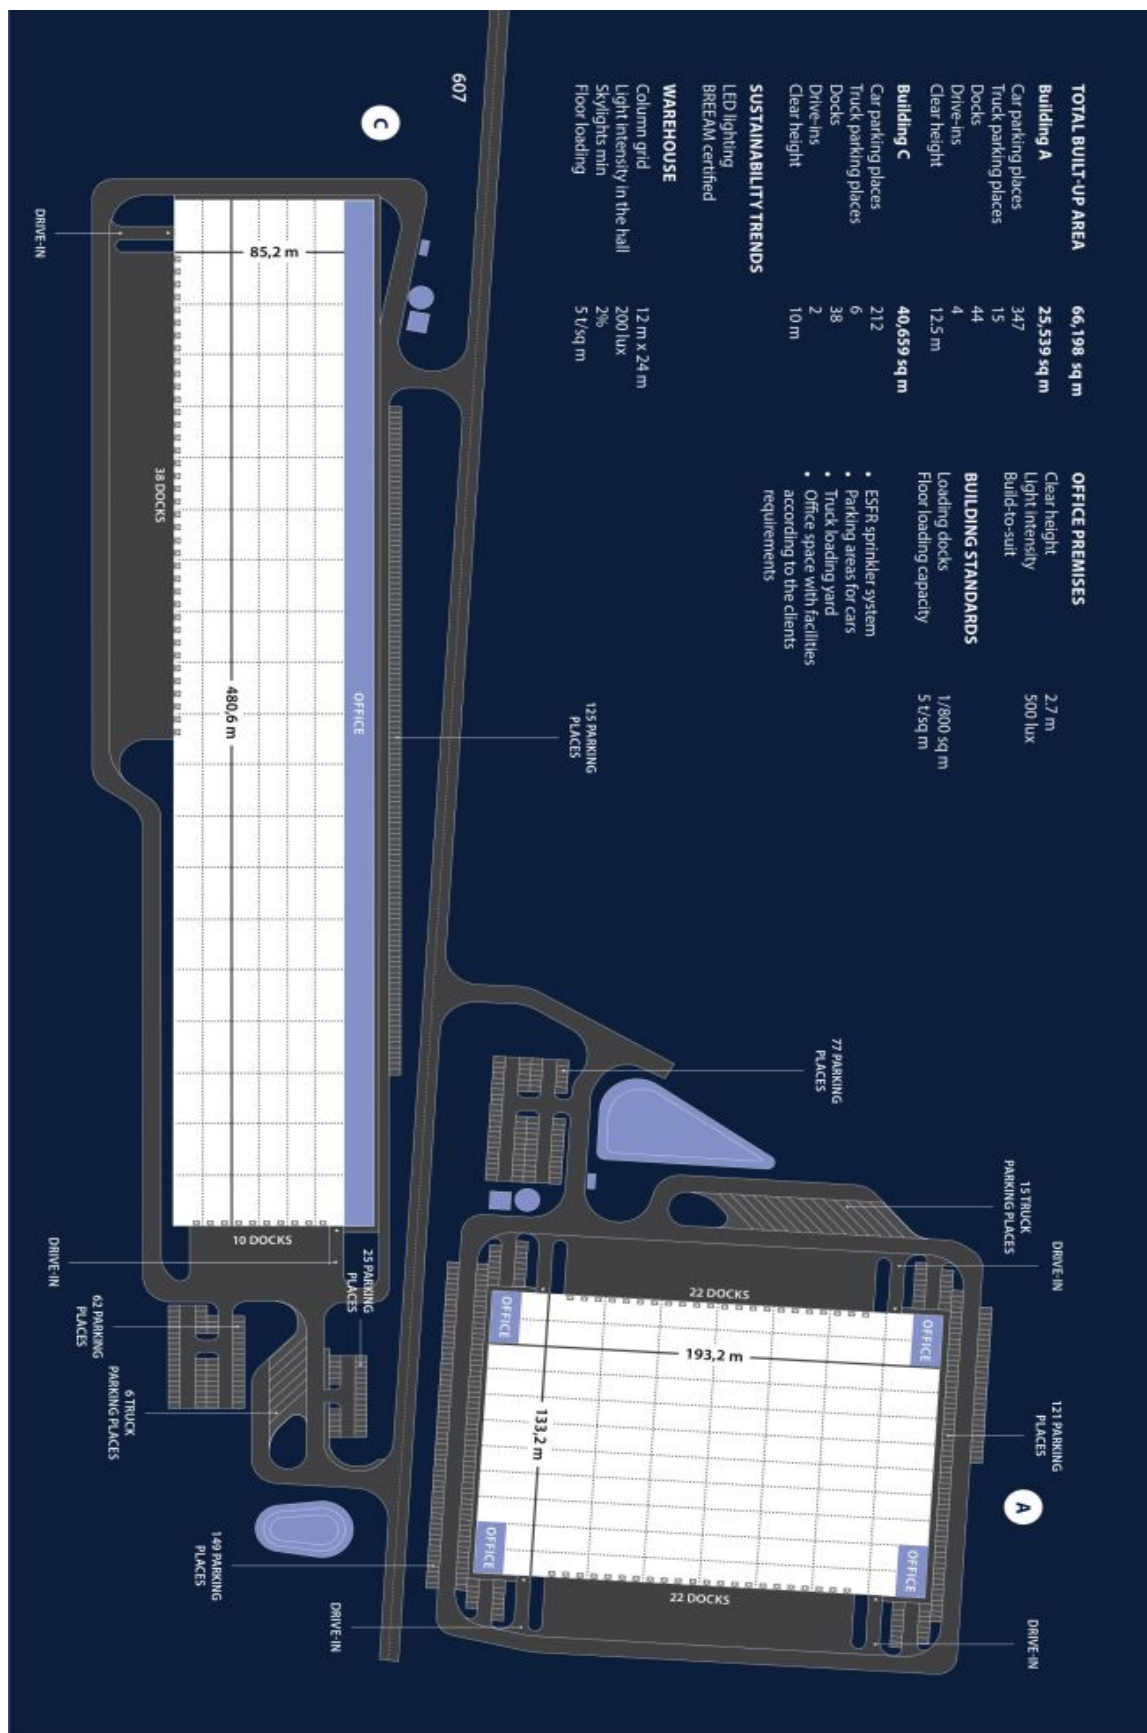 TOTAL BUILT-UP AREA 66,198 sq m
Building A 25,539 sq m
Car parking places 347
Truck parking places 15
Docks 44
Drive-ins 4
Clear height 12.5 m
Building C 40,659 sq m
Car parking places 212
Truck parking places 6
Docks 38
Drive-ins 2
Clear height 10 m
SUSTAINABILITY TRENDS
LED lighting
BREEAM certified
WAREHOUSE
Column grid 12 m x 24 m
Light intensity in the hall 200 lux
Skylights min 2%
Floor loading 5 t/sq m
OFFICE PREMISES
Clear height 2.7 m
Light intensity 500 lux
Build-to-suit
BUILDING STANDARDS
Loading docks 1/800 sq m
Floor loading capacity 5 t/sq m
• ESFR sprinkler system
• Parking areas for cars
• Truck loading yard
• Office space with facilities
according to the clients
requirements
607
C
DRIVE-IN
85,2 m
38 DOCKS
480,6 m
OFFICE
125 PARKING
PLACES
10 DOCKS
DRIVE-IN
25 PARKING
PLACES
62 PARKING
PLACES
6 TRUCK
PARKING PLACES
77 PARKING
PLACES
15 TRUCK
PARKING PLACES
DRIVE-IN
22 DOCKS
OFFICE
OFFICE
193,2 m
133,2 m
121 PARKING
PLACES
A
OFFICE
OFFICE
22 DOCKS
149 PARKING
PLACES
DRIVE-IN
DRIVE-IN